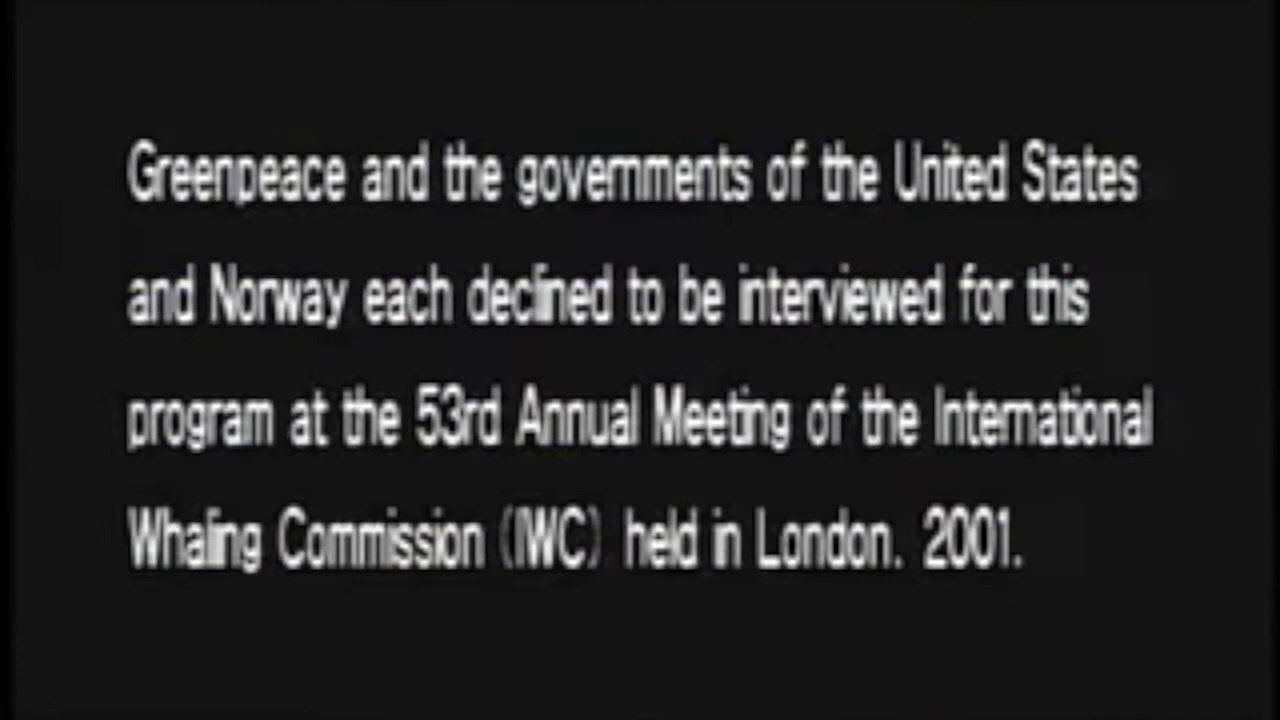 Greenpeace and the governments of the United States
and Norway each declined to be interviewed for this
program at the 53rd Annual Meeting of the International
Whaling Commission (IWC) held in London. 2001.